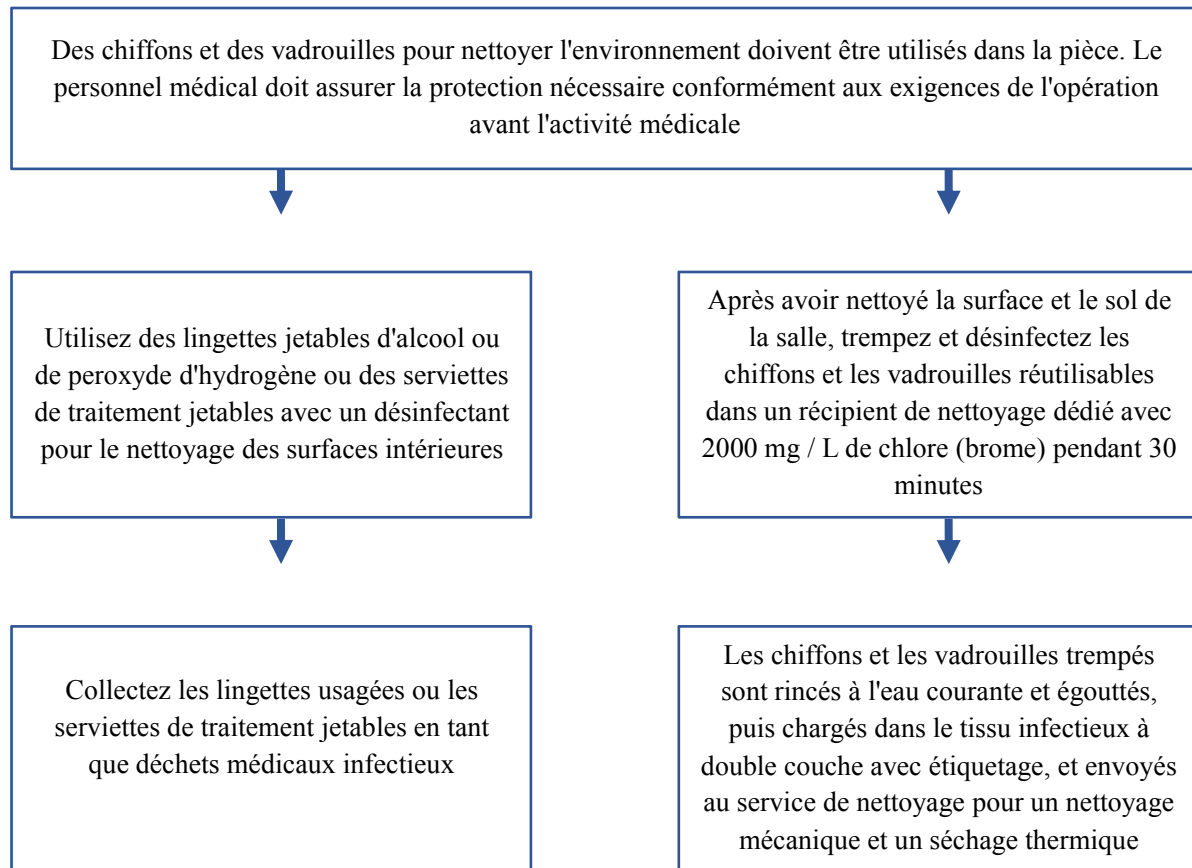 Des chiffons et des vadrouilles pour nettoyer l'environnement doivent être utilisés dans la pièce. Le
personnel médical doit assurer la protection nécessaire conformément aux exigences de l'opération
avant l'activité médicale
Utilisez des lingettes jetables d'alcool ou
de peroxyde d'hydrogène ou des serviettes
de traitement jetables avec un désinfectant
pour le nettoyage des surfaces intérieures
Collectez les lingettes usagées ou les
serviettes de traitement jetables en tant
que déchets médicaux infectieux
Après avoir nettoyé la surface et le sol de
la salle, trempez et désinfectez les
chiffons et les vadrouilles réutilisables
dans un récipient de nettoyage dédié avec
2000 mg / L de chlore (brome) pendant 30
minutes
Les chiffons et les vadrouilles trempés
sont rincés à l'eau courante et égouttés,
puis chargés dans le tissu infectieux à
double couche avec étiquetage, et envoyés
au service de nettoyage pour un nettoyage
mécanique et un séchage thermique